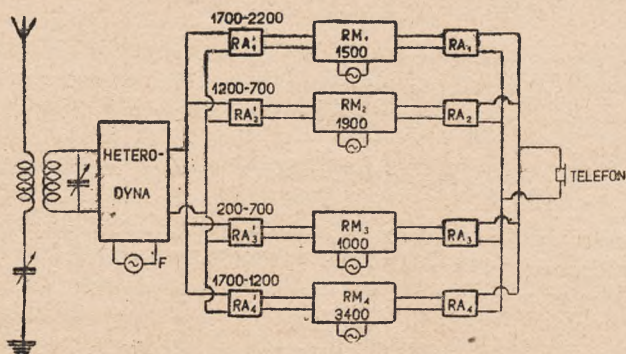 1700-2200
RA'₁
RM₁
1500
RA₁
1200-700
RA'₂
RM₂
1900
RA₂
HETERO-
DYNA
TELEFON
200-700
RA'₃
RM₃
1000
RA₃
F
1700-1200
RA'₄
RM₄
3400
RA₄